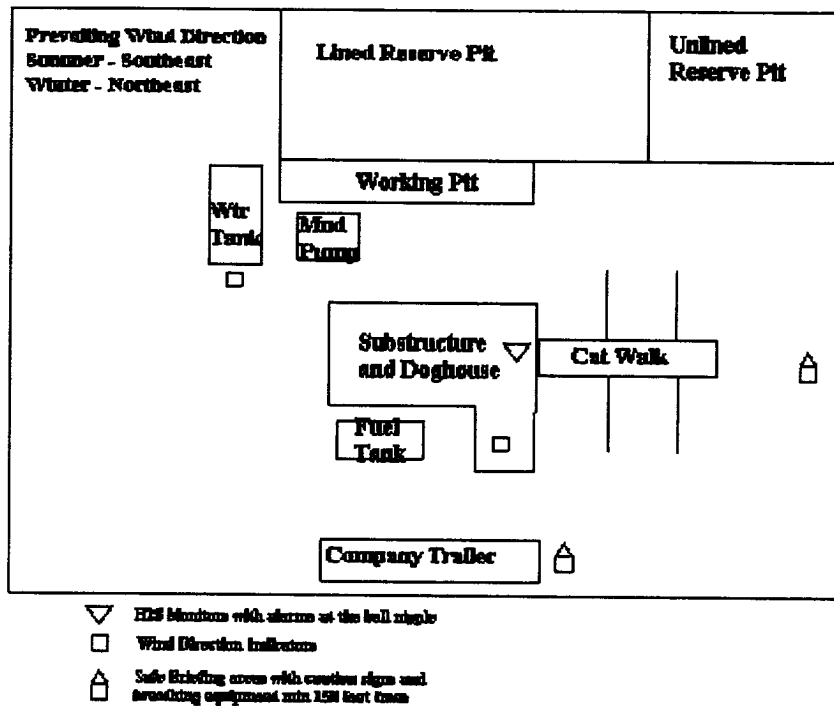 Prevailing Wind Direction
Summer - Southeast
Winter - Northeast
Lined Reserve Pit
Unlined
Reserve Pit
Working Pit
Wtr
Tank
Mud
Pump
Substructure
and Doghouse
Cat Walk
Fuel
Tank
Company Trailer
H2S Monitors with alarms at the bell nipple
Wind Direction Indicators
Safe Briefing areas with caution signs and
breathing equipment min 150 feet from